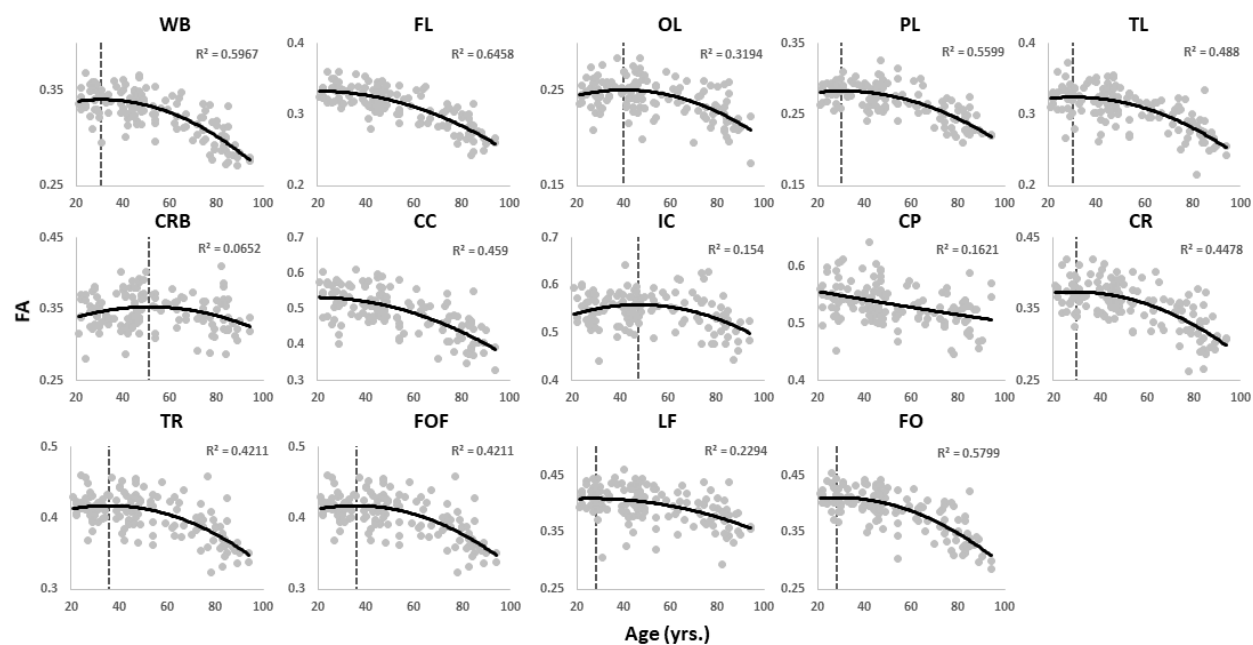 WB FL OL PL TL
0.4 0.35 0.4
R² = 0.5967 R² = 0.6458 R² = 0.3194 R² = 0.5599 R² = 0.488
0.35 0.3 0.25 0.25 0.3
0.25 0.2 0.15 0.15 0.2
20 40 60 80 100 20 40 60 80 100 20 40 60 80 100 20 40 60 80 100 20 40 60 80 100
CRB CC IC CP CR
0.45 0.7 0.7 0.45
R² = 0.0652 R² = 0.459 R² = 0.154 R² = 0.1621 R² = 0.4478
0.6 0.6 0.6
0.35 0.5 0.5 0.5 0.35
0.4
0.25 0.3 0.4 0.4 0.25
20 40 60 80 100 20 40 60 80 100 20 40 60 80 100 20 40 60 80 100 20 40 60 80 100
FA
TR FOF LF FO
0.5 0.5
R² = 0.4211 R² = 0.4211 R² = 0.2294 R² = 0.5799
0.45 0.45
0.4 0.4 0.35 0.35
0.3 0.3 0.25 0.25
20 40 60 80 100 20 40 60 80 100 20 40 60 80 100 20 40 60 80 100
Age (yrs.)